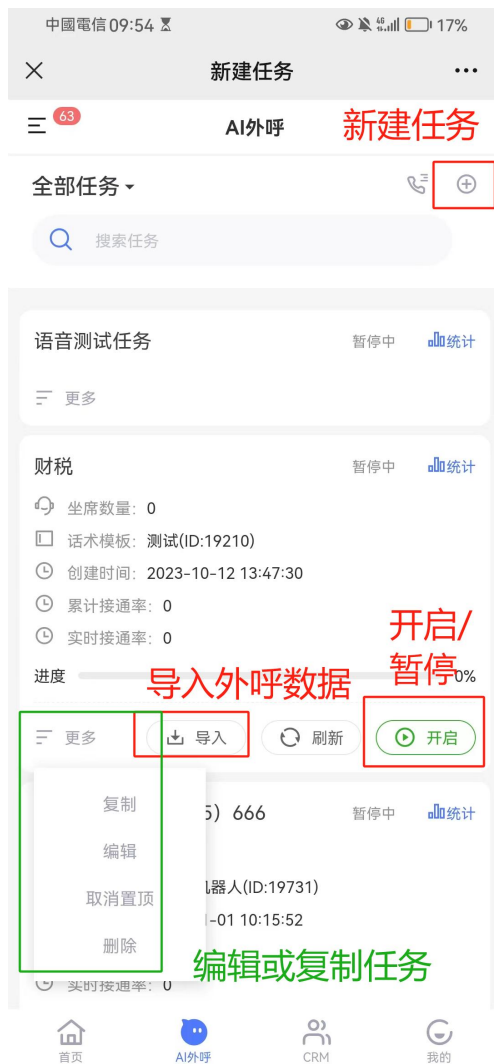 中國電信09:54
46 17%
新建任务
63
AI外呼
新建任务
全部任务
搜索任务
语音测试任务 暂停中 统计
更多
财税 暂停中 统计
坐席数量: 0
话术模板: 测试(ID:19210)
创建时间: 2023-10-12 13:47:30
累计接通率: 0
实时接通率: 0
开启/
暂停
导入外呼数据
进度 0%
更多 导入 刷新 开启
复制
编辑
取消置顶
删除
5) 666 暂停中 统计
器人(ID:19731)
-01 10:15:52
编辑或复制任务
实时接通率: 0
首页 AI外呼 CRM 我的